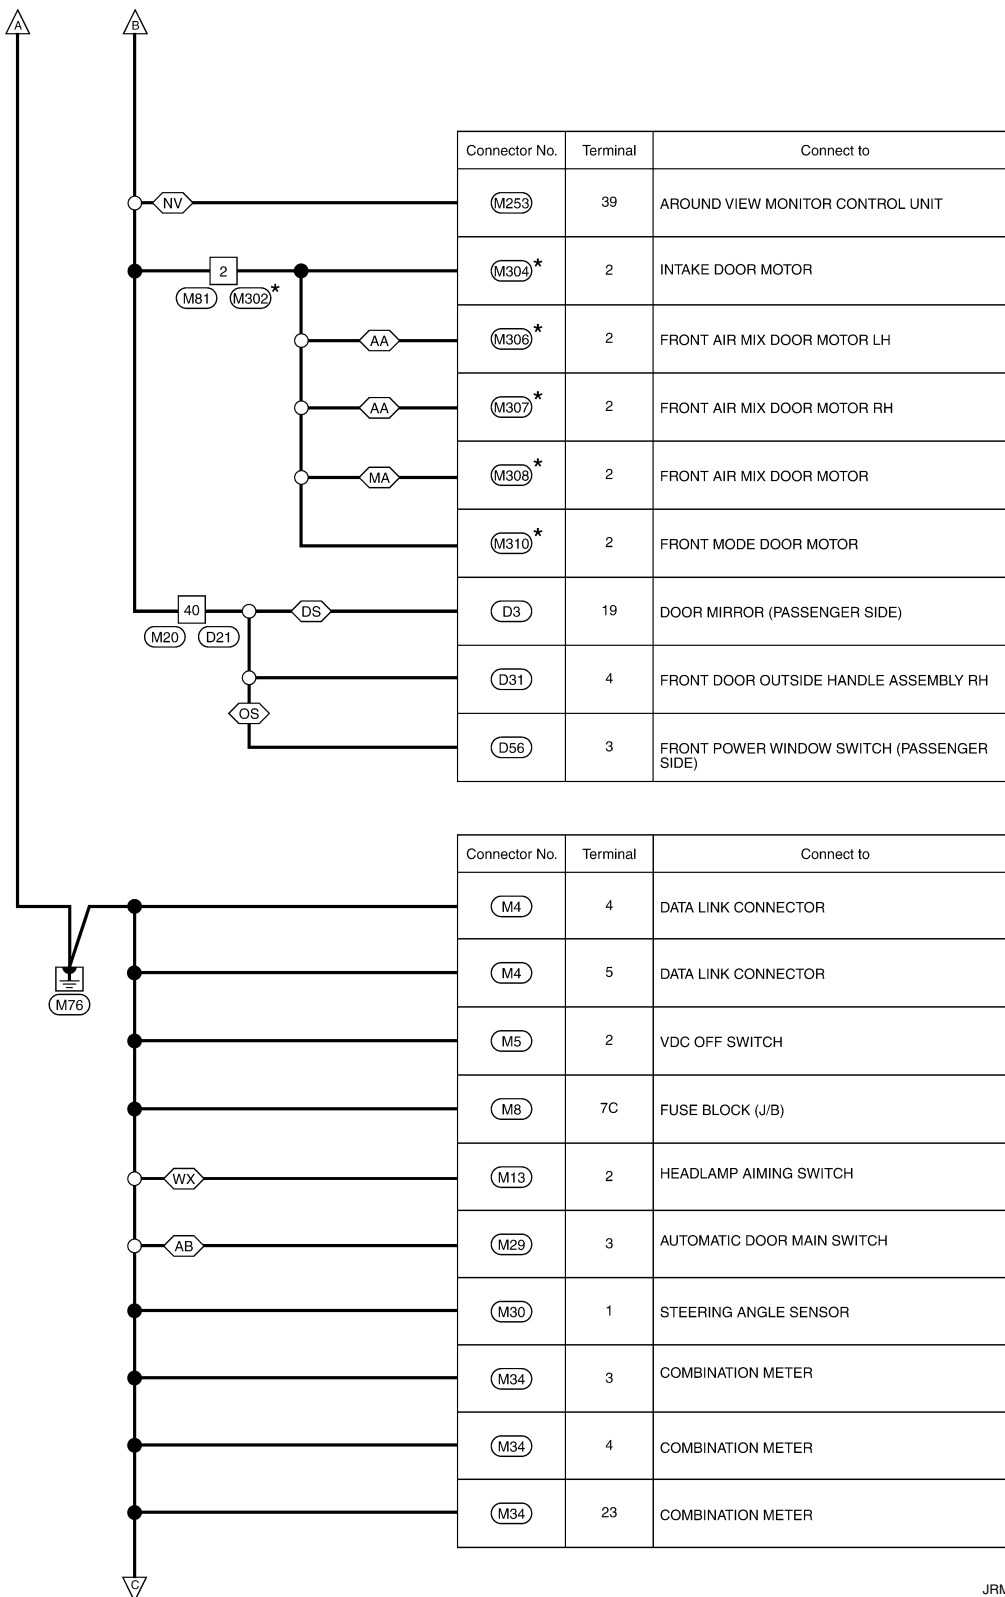 A B
Connector No. Terminal Connect to
NV M253 39 AROUND VIEW MONITOR CONTROL UNIT
2 M304* 2 INTAKE DOOR MOTOR
M81 M302*
AA M306* 2 FRONT AIR MIX DOOR MOTOR LH
AA M307* 2 FRONT AIR MIX DOOR MOTOR RH
MA M308* 2 FRONT AIR MIX DOOR MOTOR
M310* 2 FRONT MODE DOOR MOTOR
40 DS D3 19 DOOR MIRROR (PASSENGER SIDE)
M20 D21
D31 4 FRONT DOOR OUTSIDE HANDLE ASSEMBLY RH
OS
D56 3 FRONT POWER WINDOW SWITCH (PASSENGER
SIDE)
Connector No. Terminal Connect to
M4 4 DATA LINK CONNECTOR
M4 5 DATA LINK CONNECTOR
M76
M5 2 VDC OFF SWITCH
M8 7C FUSE BLOCK (J/B)
WX M13 2 HEADLAMP AIMING SWITCH
AB M29 3 AUTOMATIC DOOR MAIN SWITCH
M30 1 STEERING ANGLE SENSOR
M34 3 COMBINATION METER
M34 4 COMBINATION METER
M34 23 COMBINATION METER
C
JRM